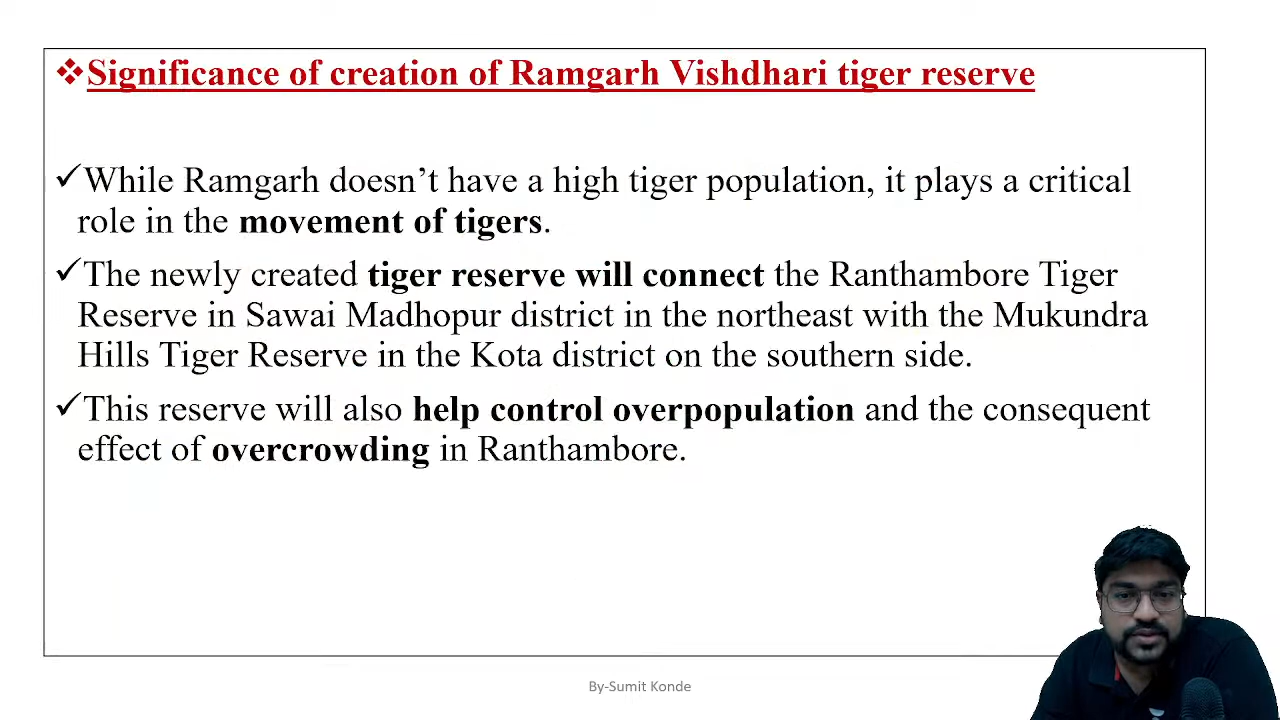 ❖Significance of creation of Ramgarh Vishdhari tiger reserve
✓While Ramgarh doesn’t have a high tiger population, it plays a critical
role in the movement of tigers.
✓The newly created tiger reserve will connect the Ranthambore Tiger
Reserve in Sawai Madhopur district in the northeast with the Mukundra
Hills Tiger Reserve in the Kota district on the southern side.
✓This reserve will also help control overpopulation and the consequent
effect of overcrowding in Ranthambore.
By-Sumit Konde